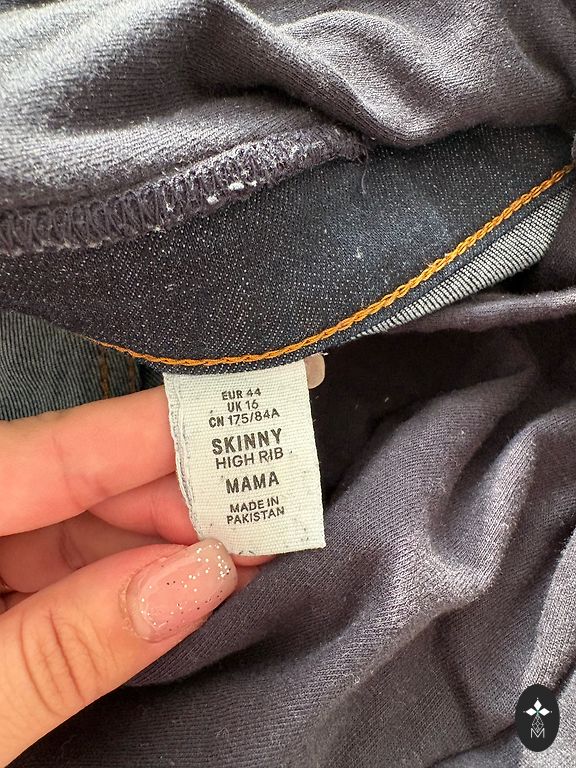 EUR 44
UK 16
CN 175/84A
SKINNY
HIGH RIB
MAMA
MADE IN
PAKISTAN
M